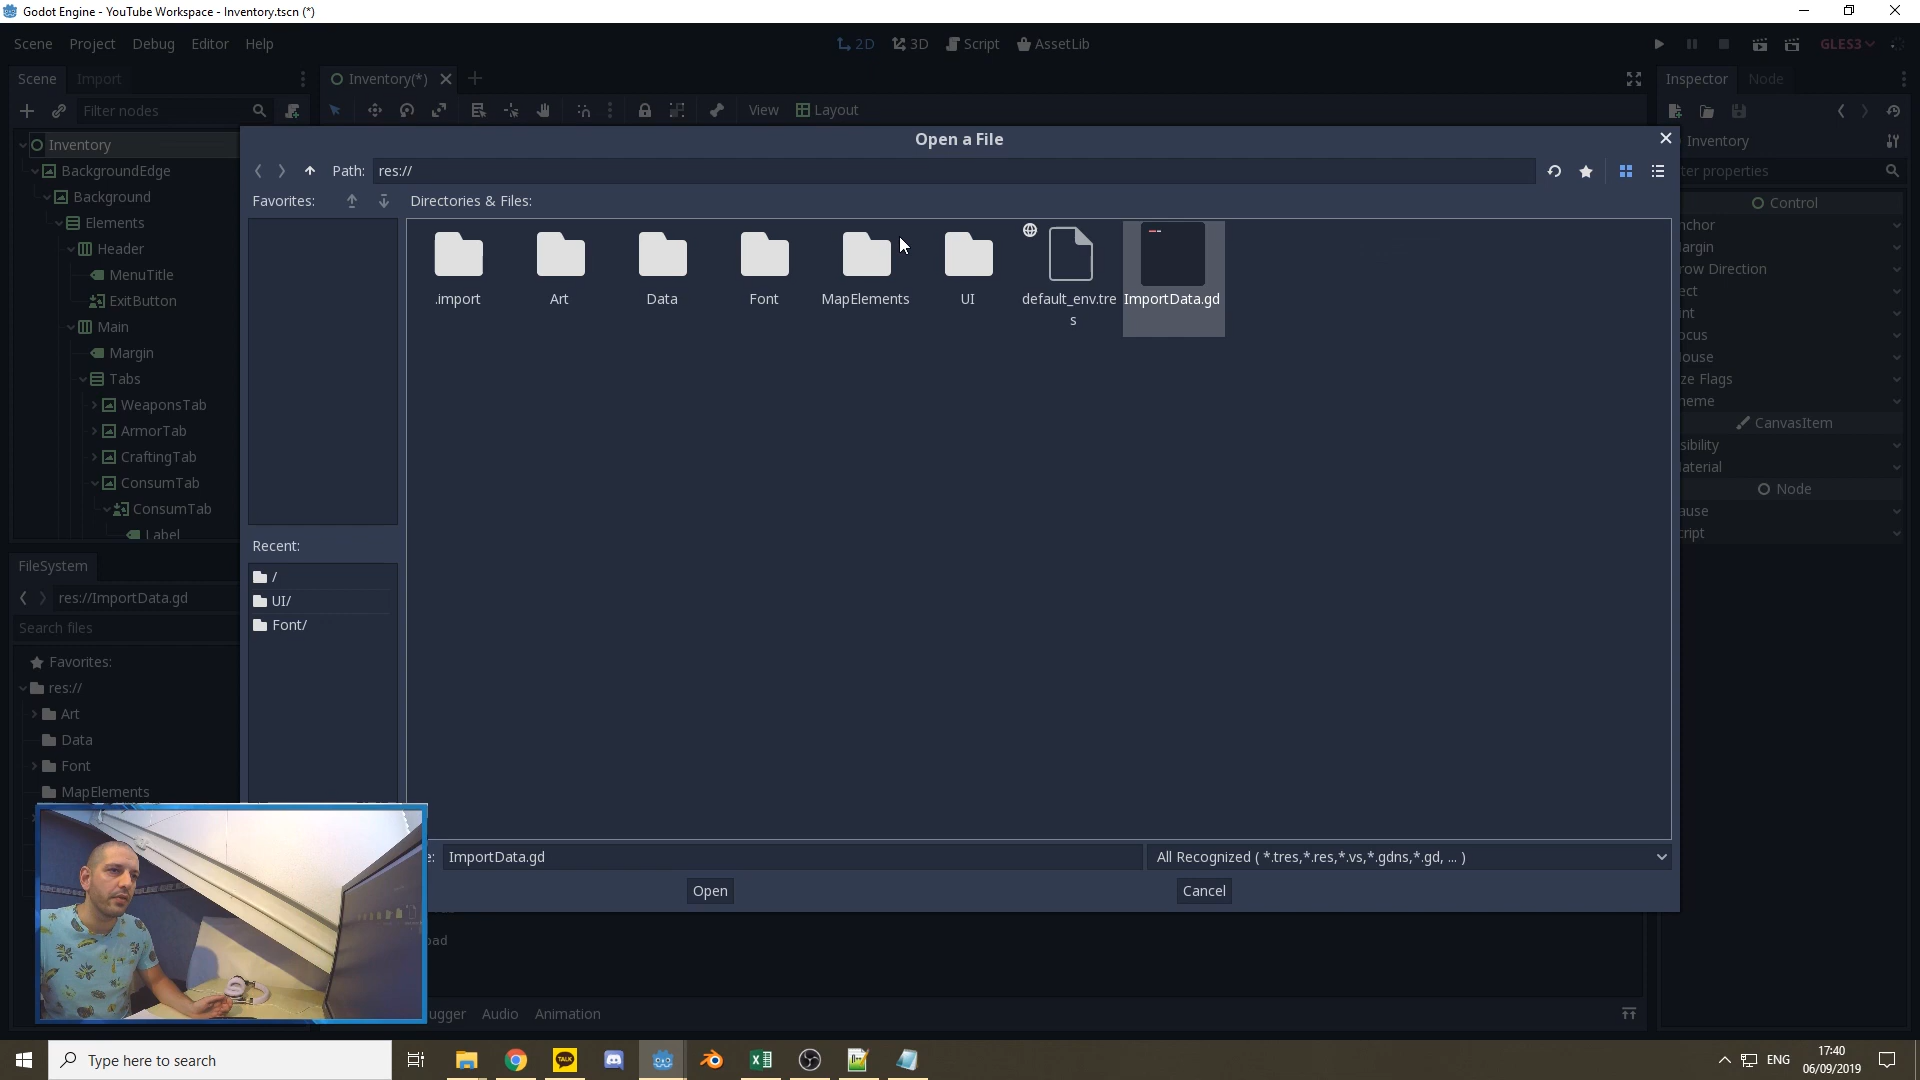 Godot Engine - YouTube Workspace - Inventory.tscn (*)
Scene Project Debug Editor Help
2D 3D Script AssetLib
GLES3
Scene Import
Inventory(*)
Inspector Node
Filter nodes
View Layout
Open a File
Inventory
Inventory
BackgroundEdge
Path: res://
ter properties
Background
Favorites: Directories & Files:
Control
Elements
nchor
Header
argin
MenuTitle
row Direction
ExitButton
ect
.import Art Data Font MapElements UI default_env.tre ImportData.gd
s
Main
int
ocus
Margin
ouse
Tabs
ze Flags
WeaponsTab
heme
ArmorTab
CanvasItem
CraftingTab
sibility
ConsumTab
aterial
Node
ConsumTab
ause
Label
cript
Recent:
/
UI/
Font/
FileSystem
res://ImportData.gd
Search files
Favorites:
res://
Art
Data
Font
MapElements
e: ImportData.gd All Recognized ( *.tres,*.res,*.vs,*.gdns,*.gd, ... )
Open Cancel
oad
ugger Audio Animation
Type here to search
TALK
ENG
17:40
06/09/2019